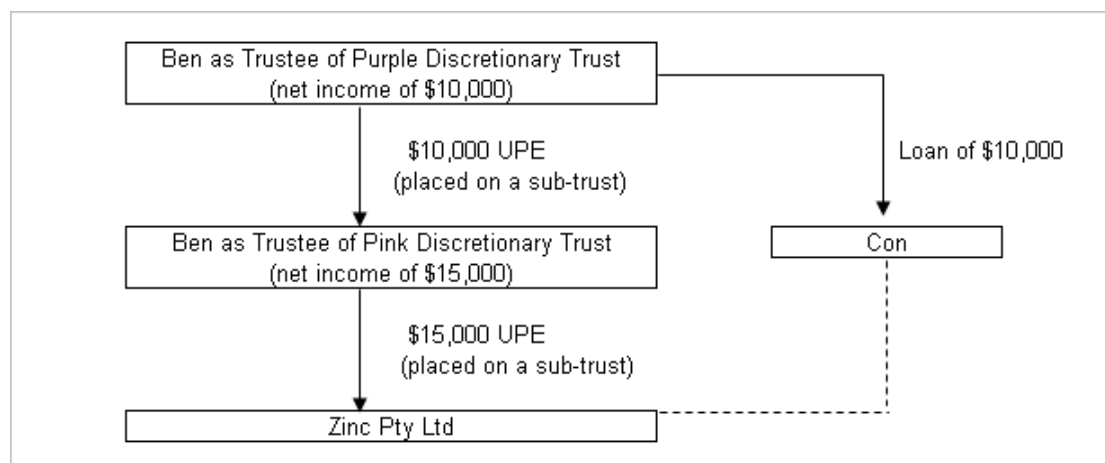 Ben as Trustee of Purple Discretionary Trust
(net income of $10,000)
$10,000 UPE
(placed on a sub-trust)
Loan of $10,000
Ben as Trustee of Pink Discretionary Trust
(net income of $15,000)
Con
$15,000 UPE
(placed on a sub-trust)
Zinc Pty Ltd